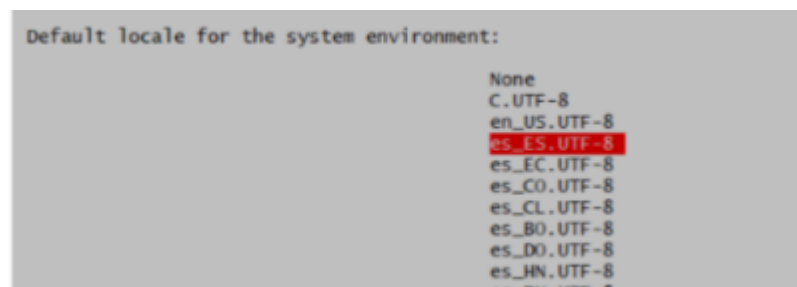 Default locale for the system environment:
None
C.UTF-8
en_US.UTF-8
es_ES.UTF-8
es_EC.UTF-8
es_CO.UTF-8
es_CL.UTF-8
es_BO.UTF-8
es_DO.UTF-8
es_HN.UTF-8